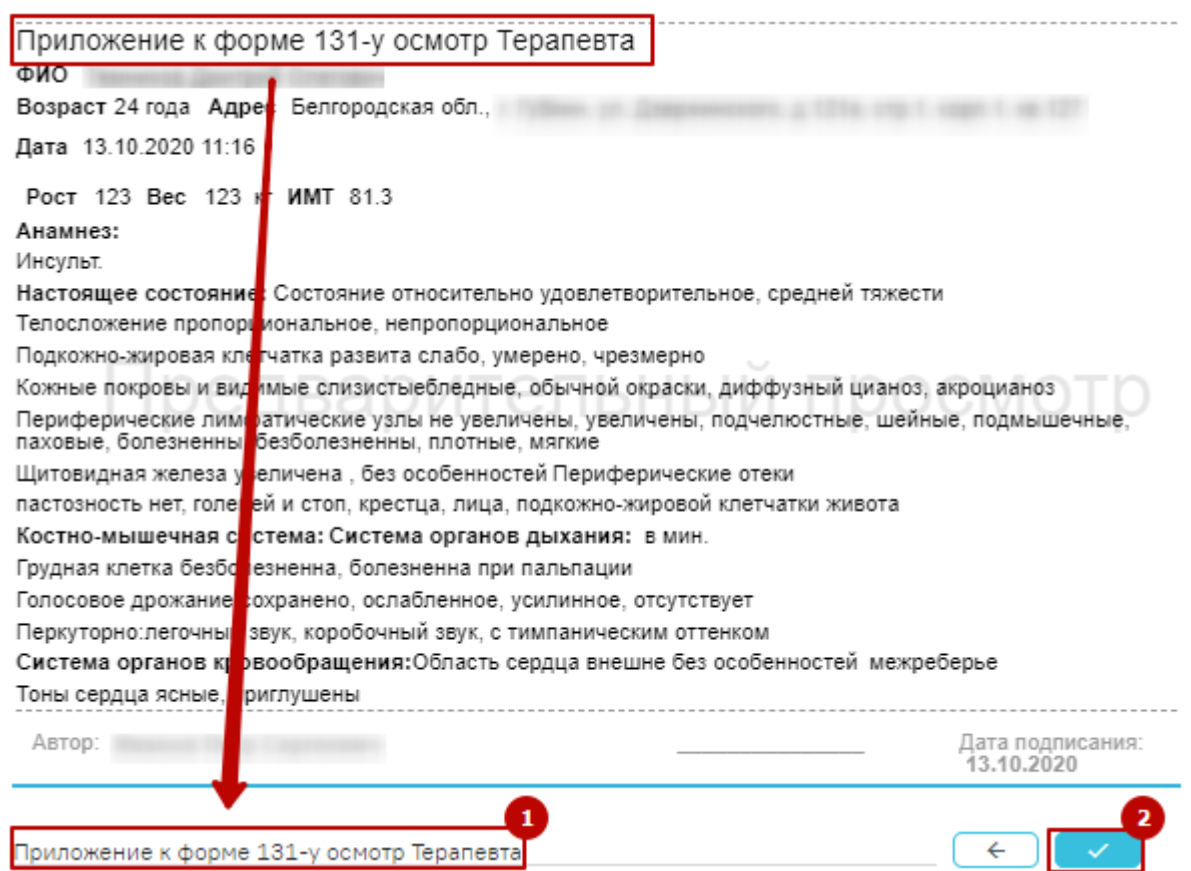 Приложение к форме 131-у осмотр Терапевта
ФИО
Возраст 24 года Адрес Белгородская обл.,
Дата 13.10.2020 11:16
Рост 123 Вес 123 кг ИМТ 81.3
Анамнез:
Инсульт.
Настоящее состояние: Состояние относительно удовлетворительное, средней тяжести
Телосложение пропорциональное, непропорциональное
Подкожно-жировая клетчатка развита слабо, умерено, чрезмерно
Предварительный просмотр
Кожные покровы и видимые слизистыебледные, обычной окраски, диффузный цианоз, акроцианоз
Периферические лимфатические узлы не увеличены, увеличены, подчелюстные, шейные, подмышечные,
паховые, болезненны, безболезненны, плотные, мягкие
Щитовидная железа увеличена , без особенностей Периферические отеки
пастозность нет, голеней и стоп, крестца, лица, подкожно-жировой клетчатки живота
Костно-мышечная система: Система органов дыхания: в мин.
Грудная клетка безболезненна, болезненна при пальпации
Голосовое дрожание сохранено, ослабленное, усилинное, отсутствует
Перкуторно:легочный звук, коробочный звук, с тимпаническим оттенком
Система органов кровообращения:Область сердца внешне без особенностей межреберье
Тоны сердца ясные, приглушены
Автор:
Дата подписания:
13.10.2020
1
2
Приложение к форме 131-у осмотр Терапевта